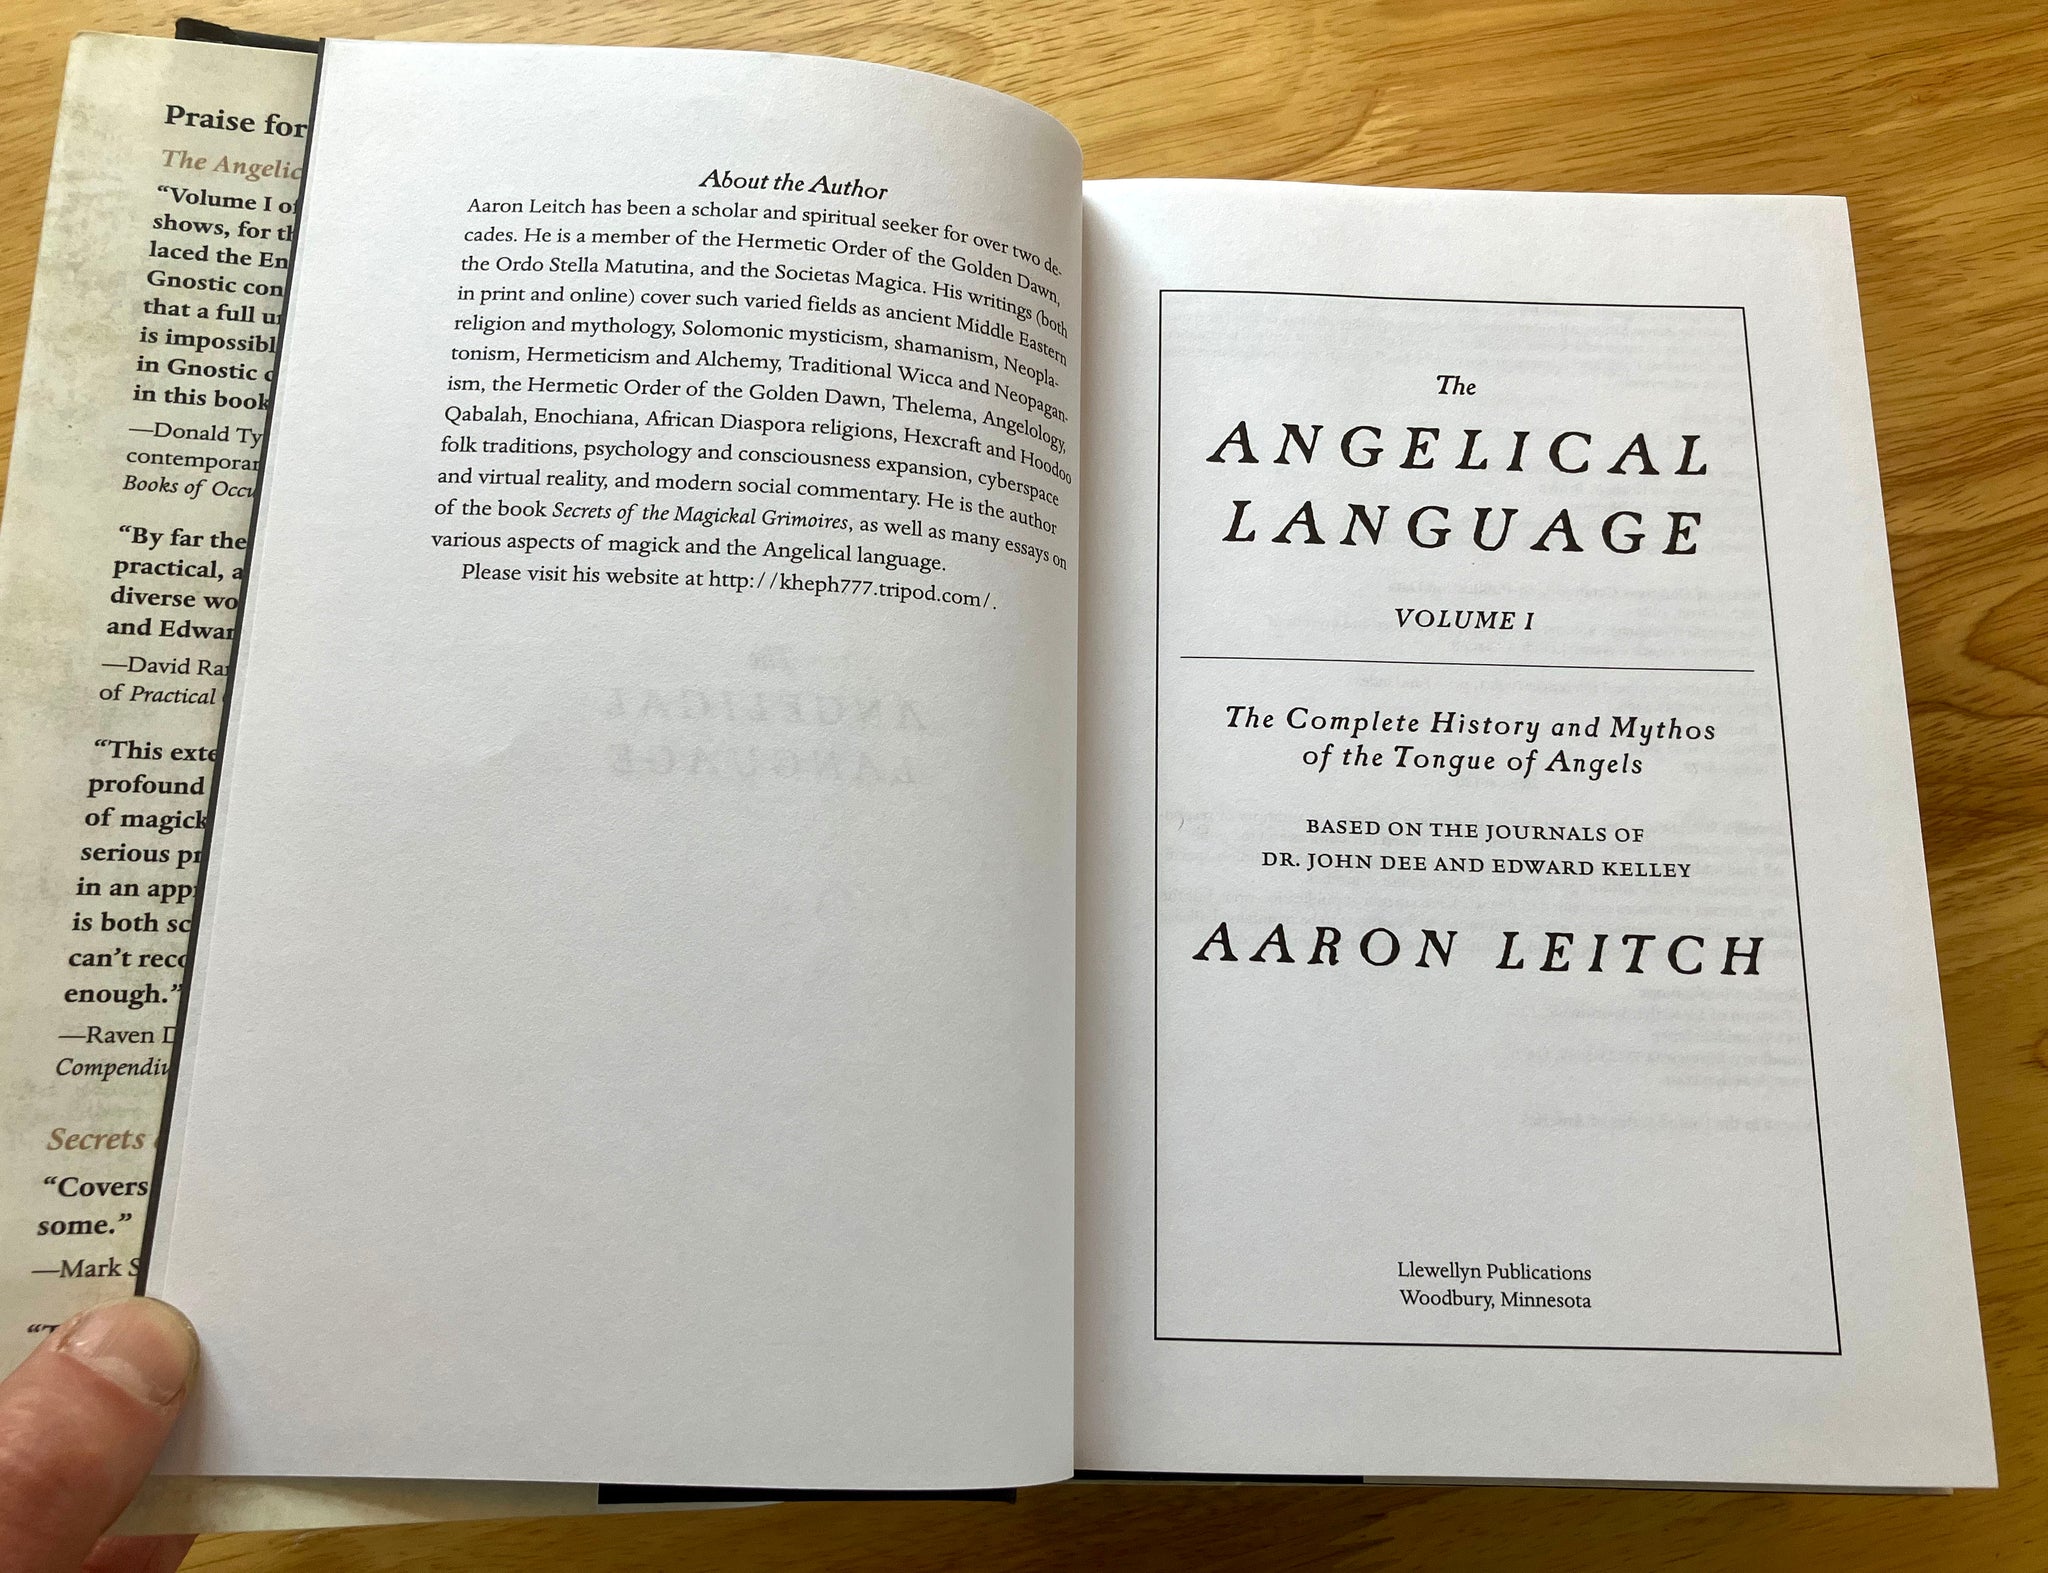 Praise for
The Angelic
“Volume I of
shows, for th
laced the En
Gnostic con
that a full u
is impossibl
in Gnostic
in this book
—Donald Ty
contemporar
Books of Occu
“By far the
practical, a
diverse wo
and Edwar
—David Ra
of Practical
“This exte
profound
of magick
serious pr
in an app
is both sc
can’t reco
enough.”
—Raven D
Compendiu
Secrets
“Covers
some.”
—Mark S
About the Author
Aaron Leitch has been a scholar and spiritual seeker for over two de-
cades. He is a member of the Hermetic Order of the Golden Dawn,
the Ordo Stella Matutina, and the Societas Magica. His writings (both
in print and online) cover such varied fields as ancient Middle Eastern
religion and mythology, Solomonic mysticism, shamanism, Neopla-
tonism, Hermeticism and Alchemy, Traditional Wicca and Neopagan-
ism, the Hermetic Order of the Golden Dawn, Thelema, Angelology,
Qabalah, Enochiana, African Diaspora religions, Hexcraft and Hoodoo
folk traditions, psychology and consciousness expansion, cyberspace
and virtual reality, and modern social commentary. He is the author
of the book Secrets of the Magickal Grimoires, as well as many essays on
various aspects of magick and the Angelical language.
Please visit his website at http://kheph777.tripod.com/.
The
ANGELICAL
LANGUAGE
VOLUME I
The Complete History and Mythos
of the Tongue of Angels
BASED ON THE JOURNALS OF
DR. JOHN DEE AND EDWARD KELLEY
AARON LEITCH
Llewellyn Publications
Woodbury, Minnesota